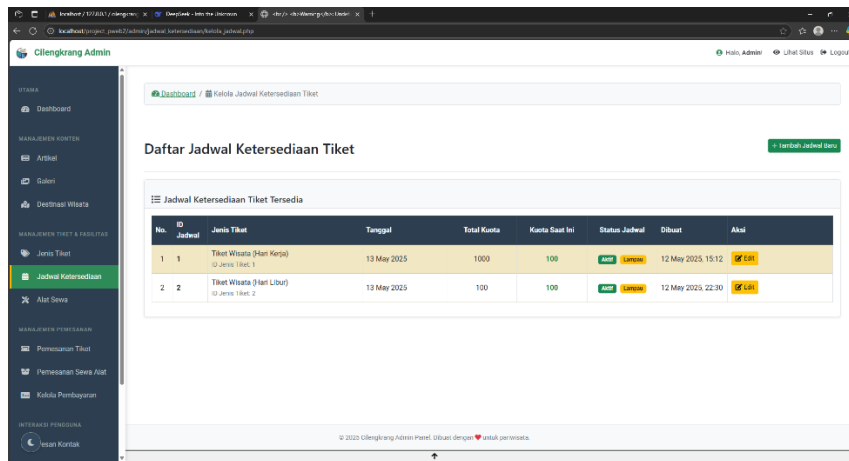 localhost / 127.0.0.1 / cilengkrang
DeepSeek - Into the Unknown
<br /> <b>Warning</b>: Undef
localhost/project_pweb2/admin/jadwal_ketersediaan/kelola_jadwal.php
Cilengkrang Admin
Halo, Admin!
Lihat Situs
Logout
UTAMA
Dashboard
MANAJEMEN KONTEN
Artikel
Galeri
Destinasi Wisata
MANAJEMEN TIKET & FASILITAS
Jenis Tiket
Jadwal Ketersediaan
Alat Sewa
MANAJEMEN PEMESANAN
Pemesanan Tiket
Pemesanan Sewa Alat
Kelola Pembayaran
INTERAKSI PENGGUNA
esan Kontak
Dashboard / Kelola Jadwal Ketersediaan Tiket
Daftar Jadwal Ketersediaan Tiket
+ Tambah Jadwal Baru
Jadwal Ketersediaan Tiket Tersedia
No. ID Jadwal Jenis Tiket Tanggal Total Kuota Kuota Saat Ini Status Jadwal Dibuat Aksi
1 1 Tiket Wisata (Hari Kerja) 13 May 2025 1000 100 Aktif Lampau 12 May 2025, 15:12 Edit
ID Jenis Tiket: 1
2 2 Tiket Wisata (Hari Libur) 13 May 2025 100 100 Aktif Lampau 12 May 2025, 22:30 Edit
ID Jenis Tiket: 2
© 2025 Cilengkrang Admin Panel. Dibuat dengan ❤ untuk pariwisata.